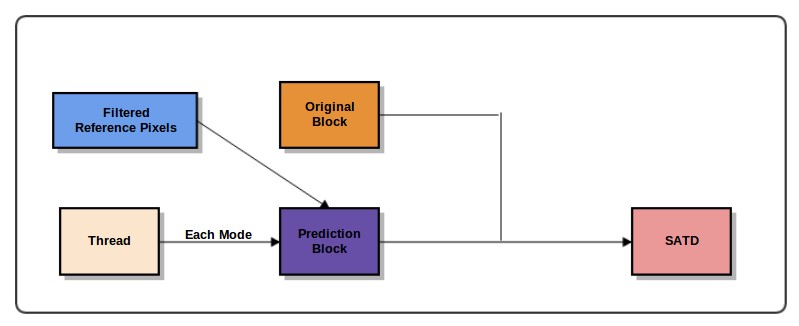 Filtered
Reference Pixels
Original
Block
Thread
Each Mode
Prediction
Block
SATD